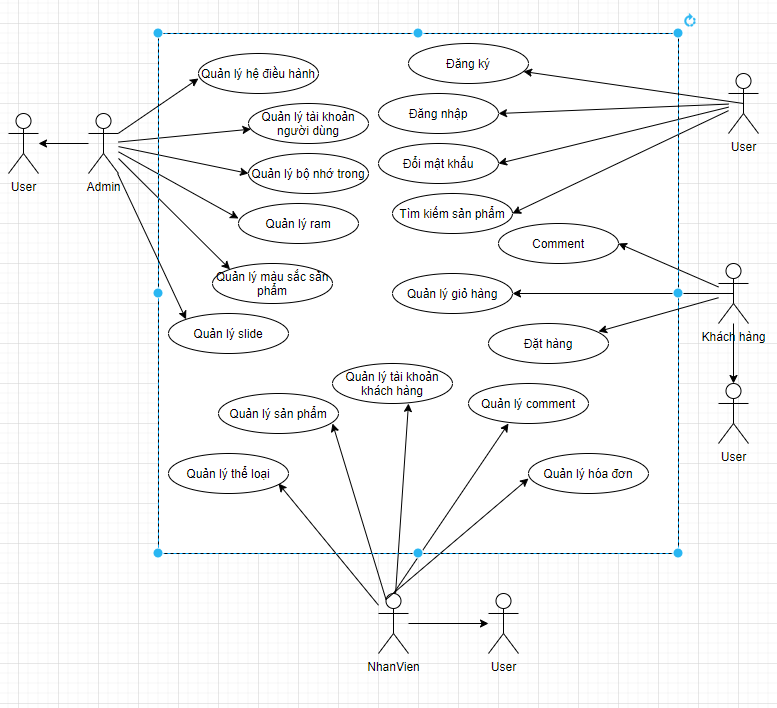 Quản lý hệ điều hành
Quản lý tài khoản
người dùng
Quản lý bộ nhớ trong
Quản lý ram
Quản lý màu sắc sản
phẩm
Quản lý slide
User
Admin
Đăng ký
Đăng nhập
Đổi mật khẩu
Tìm kiếm sản phẩm
User
Comment
Quản lý giỏ hàng
Đặt hàng
Khách hàng
User
Quản lý tài khoản
khách hàng
Quản lý sản phẩm
Quản lý comment
Quản lý thể loại
Quản lý hóa đơn
NhanVien
User